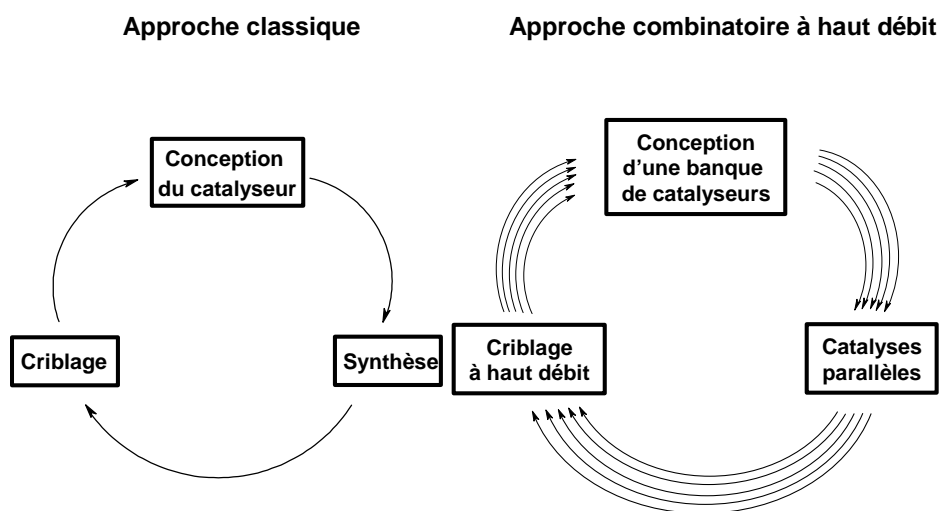 Approche classique
Approche combinatoire à haut débit
Conception
du catalyseur
Criblage
Synthèse
Conception
d'une banque
de catalyseurs
Criblage
à haut débit
Catalyses
parallèles